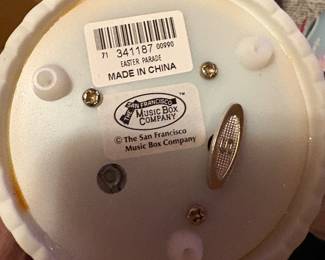 71 341187 00990
EASTER PARADE
MADE IN CHINA
THE SAN FRANCISCO
MUSIC BOX
COMPANY
™
© The San Francisco
Music Box Company